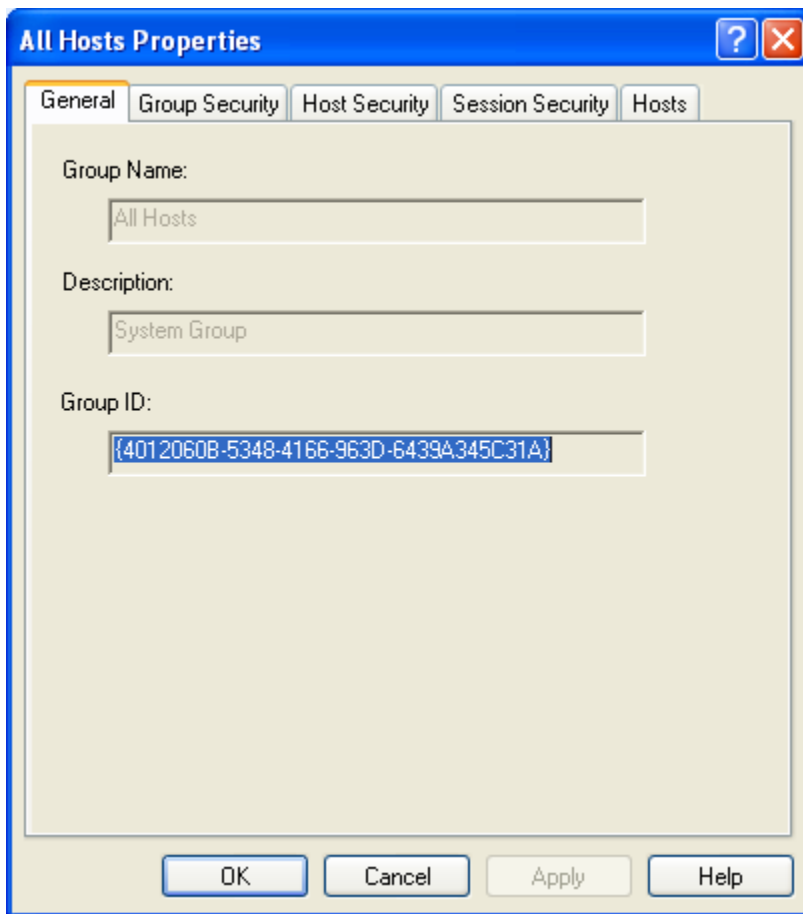 All Hosts Properties
General Group Security Host Security Session Security Hosts
Group Name:
All Hosts
Description:
System Group
Group ID:
{4012060B-5348-4166-963D-6439A345C31A}
OK Cancel Apply Help